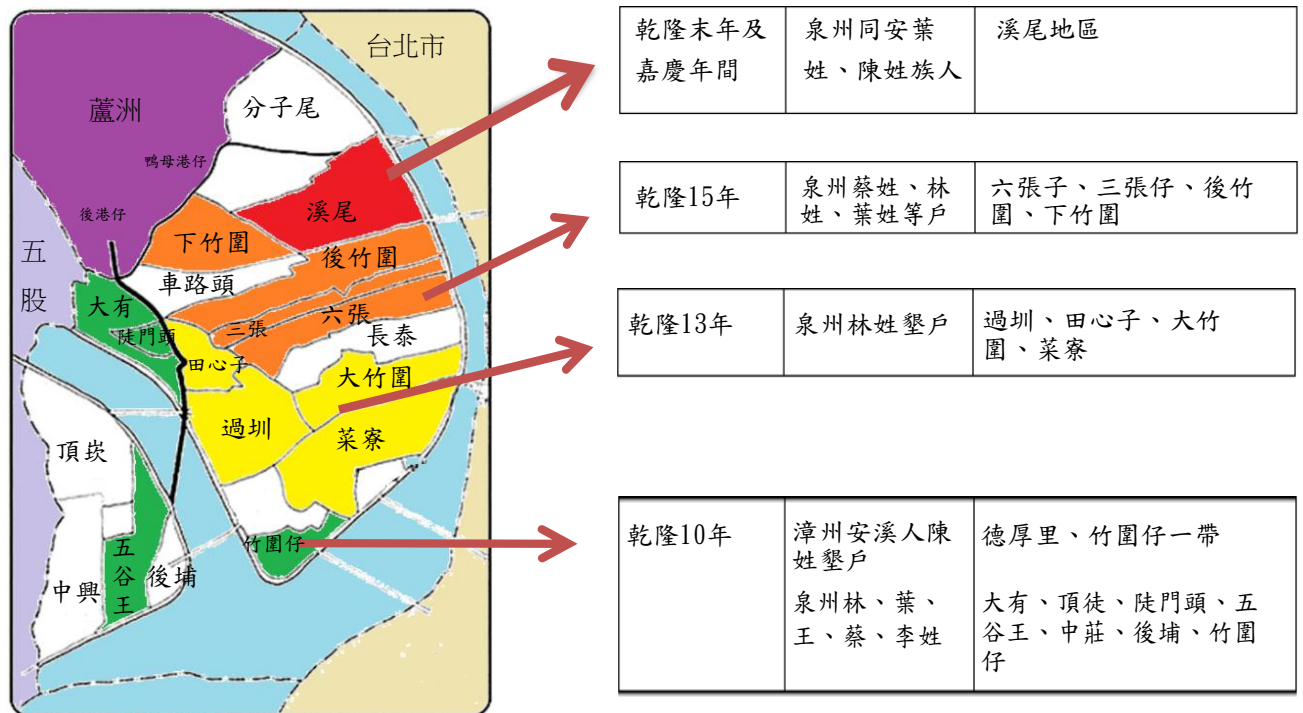 台北市
蘆洲
分子尾
鴨母港仔
後港仔
溪尾
下竹圍
後竹圍
五
股
車路頭
大有
三張
六張
陡門頭
長泰
田心子
大竹圍
過圳
菜寮
頂崁
竹圍仔
五
谷
王
後埔
中興
乾隆末年及
嘉慶年間
泉州同安葉
姓、陳姓族人
溪尾地區
乾隆15年
泉州蔡姓、林
姓、葉姓等戶
六張子、三張仔、後竹
圍、下竹圍
乾隆13年
泉州林姓墾戶
過圳、田心子、大竹
圍、菜寮
乾隆10年
漳州安溪人陳
姓墾戶
泉州林、葉、
王、蔡、李姓
德厚里、竹圍仔一帶
大有、頂徒、陡門頭、五
谷王、中莊、後埔、竹圍
仔